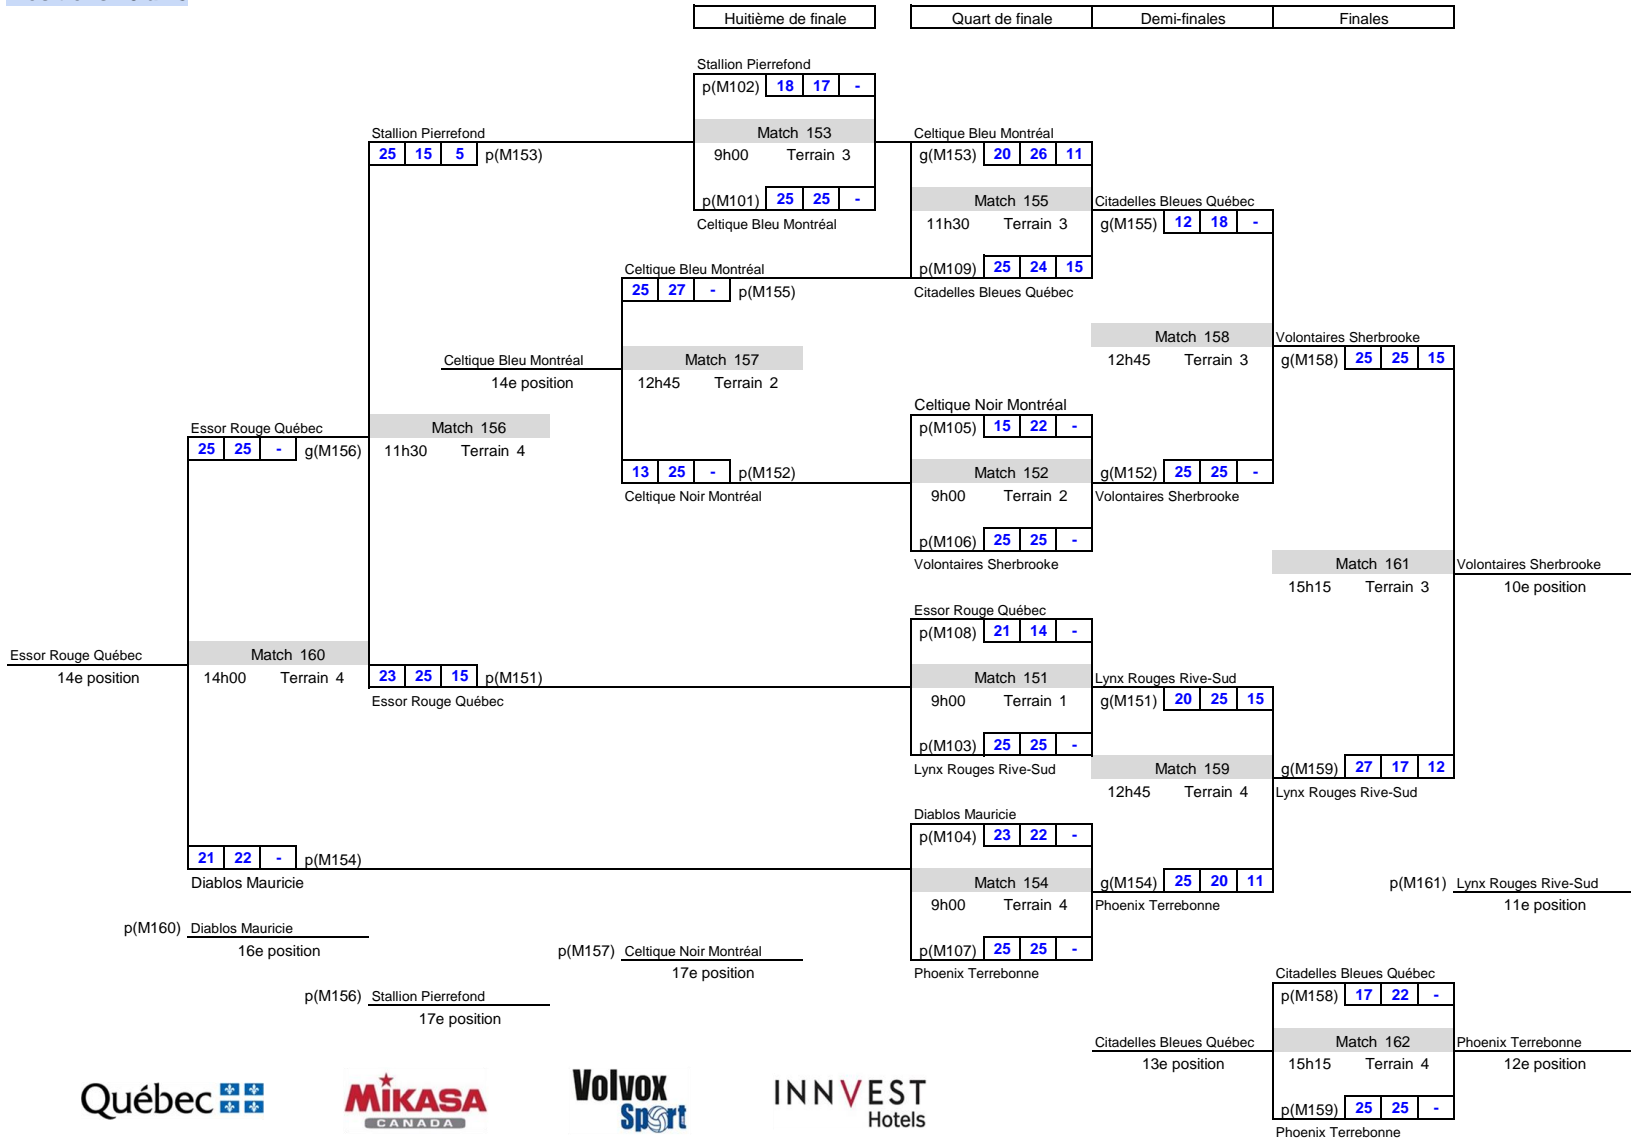 Huitième de finale Quart de finale Demi-finales Finales
Stallion Pierrefond
p(M102) 18 17 -
Stallion Pierrefond Match 153 Celtique Bleu Montréal
25 15 5 p(M153) 9h00 Terrain 3 g(M153) 20 26 11
p(M101) 25 25 - Match 155 Citadelles Bleues Québec
Celtique Bleu Montréal 11h30 Terrain 3 g(M155) 12 18 -
Celtique Bleu Montréal p(M109) 25 24 15
25 27 - p(M155) Citadelles Bleues Québec
Match 158 Volontaires Sherbrooke
Celtique Bleu Montréal Match 157 12h45 Terrain 3 g(M158) 25 25 15
14e position 12h45 Terrain 2
Celtique Noir Montréal
Essor Rouge Québec Match 156 p(M105) 15 22 -
25 25 - g(M156) 11h30 Terrain 4
13 25 - p(M152) Match 152 g(M152) 25 25 -
Celtique Noir Montréal 9h00 Terrain 2 Volontaires Sherbrooke
p(M106) 25 25 -
Volontaires Sherbrooke Match 161 Volontaires Sherbrooke
15h15 Terrain 3 10e position
Essor Rouge Québec
p(M108) 21 14 -
Essor Rouge Québec Match 160
14e position 14h00 Terrain 4 23 25 15 p(M151) Match 151 Lynx Rouges Rive-Sud
Essor Rouge Québec 9h00 Terrain 1 g(M151) 20 25 15
p(M103) 25 25 -
Lynx Rouges Rive-Sud Match 159 g(M159) 27 17 12
12h45 Terrain 4 Lynx Rouges Rive-Sud
Diablos Mauricie
p(M104) 23 22 -
21 22 - p(M154)
Diablos Mauricie Match 154 g(M154) 25 20 11 p(M161) Lynx Rouges Rive-Sud
9h00 Terrain 4 Phoenix Terrebonne 11e position
p(M160) Diablos Mauricie
16e position p(M157) Celtique Noir Montréal p(M107) 25 25 -
17e position Phoenix Terrebonne Citadelles Bleues Québec
p(M156) Stallion Pierrefond p(M158) 17 22 -
17e position
Citadelles Bleues Québec Match 162 Phoenix Terrebonne
13e position 15h15 Terrain 4 12e position
p(M159) 25 25 -
Phoenix Terrebonne
Québec
MIKASA
CANADA
Volvox
Sport
INNVEST
Hotels